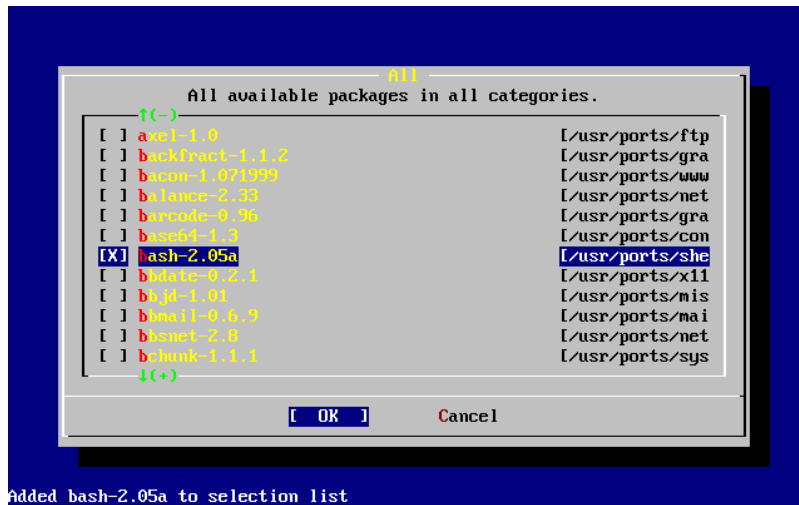 All
All available packages in all categories.
↑(-)
[ ] axel-1.0 [/usr/ports/ftp
[ ] backfract-1.1.2 [/usr/ports/gra
[ ] bacon-1.071999 [/usr/ports/www
[ ] balance-2.33 [/usr/ports/net
[ ] barcode-0.96 [/usr/ports/gra
[ ] base64-1.3 [/usr/ports/con
[X] bash-2.05a [/usr/ports/she
[ ] bbdate-0.2.1 [/usr/ports/x11
[ ] bbjd-1.01 [/usr/ports/mis
[ ] bbmail-0.6.9 [/usr/ports/mai
[ ] bbsnet-2.8 [/usr/ports/net
[ ] bchunk-1.1.1 [/usr/ports/sys
↓(+)
[ OK ] Cancel
Added bash-2.05a to selection list